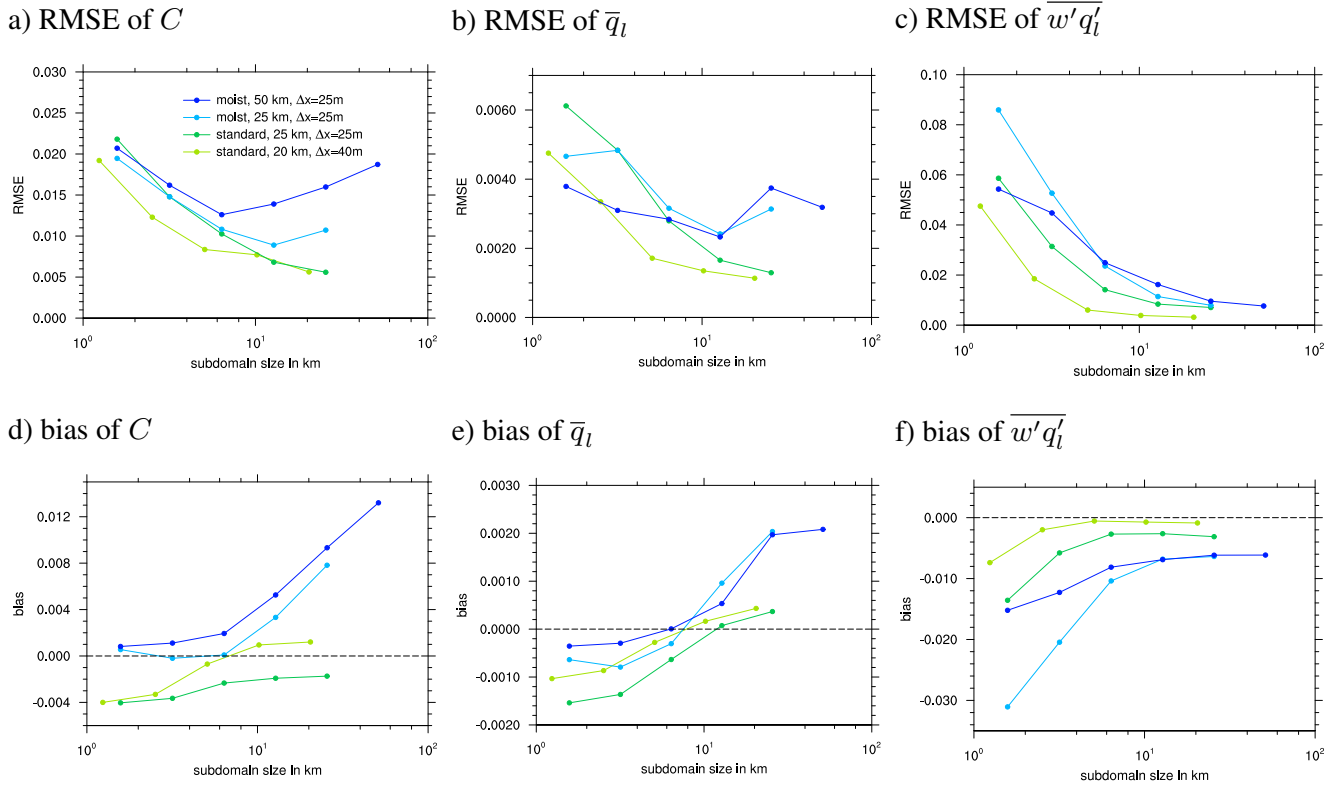 a) RMSE of C
b) RMSE of q̅_l
c) RMSE of \overline{w'q_l'}
0.030
0.025
0.020
0.015
0.010
0.005
0.000
RMSE
moist, 50 km, Δx=25m
moist, 25 km, Δx=25m
standard, 25 km, Δx=25m
standard, 20 km, Δx=40m
10⁰ 10¹ 10²
subdomain size in km
0.0060
0.0040
0.0020
0.0000
RMSE
10⁰ 10¹ 10²
subdomain size in km
0.10
0.08
0.06
0.04
0.02
0.00
RMSE
10⁰ 10¹ 10²
subdomain size in km
d) bias of C
e) bias of q̅_l
f) bias of \overline{w'q_l'}
0.012
0.008
0.004
0.000
-0.004
bias
10⁰ 10¹ 10²
subdomain size in km
0.0030
0.0020
0.0010
0.0000
-0.0010
-0.0020
bias
10⁰ 10¹ 10²
subdomain size in km
0.000
-0.010
-0.020
-0.030
bias
10⁰ 10¹ 10²
subdomain size in km